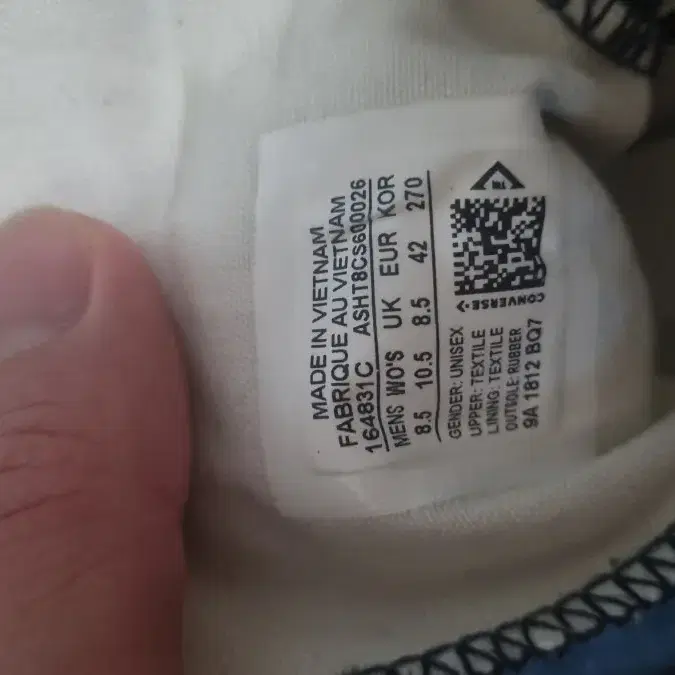 MADE IN VIETNAM
FABRIQUE AU VIETNAM
164831C ASHT8CS600026
MENS WO'S UK EUR KOR
8.5 10.5 8.5 42 270
GENDER: UNISEX
UPPER: TEXTILE
LINING: TEXTILE
OUTSOLE: RUBBER
9A 1812 BQ7
CONVERSE